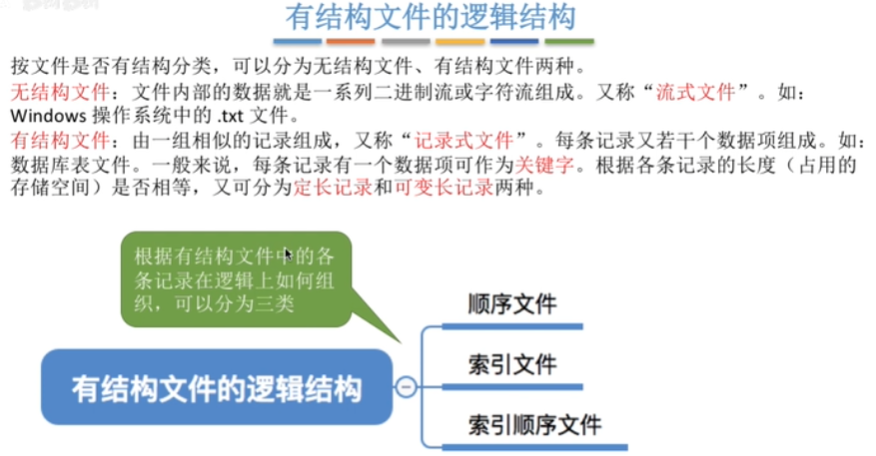 有结构文件的逻辑结构
按文件是否有结构分类，可以分为无结构文件、有结构文件两种。
无结构文件：文件内部的数据就是一系列二进制流或字符流组成。又称“流式文件”。如：
Windows 操作系统中的 .txt 文件。
有结构文件：由一组相似的记录组成，又称“记录式文件”。每条记录又若干个数据项组成。如：
数据库表文件。一般来说，每条记录有一个数据项可作为关键字。根据各条记录的长度（占用的
存储空间）是否相等，又可分为定长记录和可变长记录两种。
根据有结构文件中的各
条记录在逻辑上如何组
织，可以分为三类
有结构文件的逻辑结构
顺序文件
索引文件
索引顺序文件